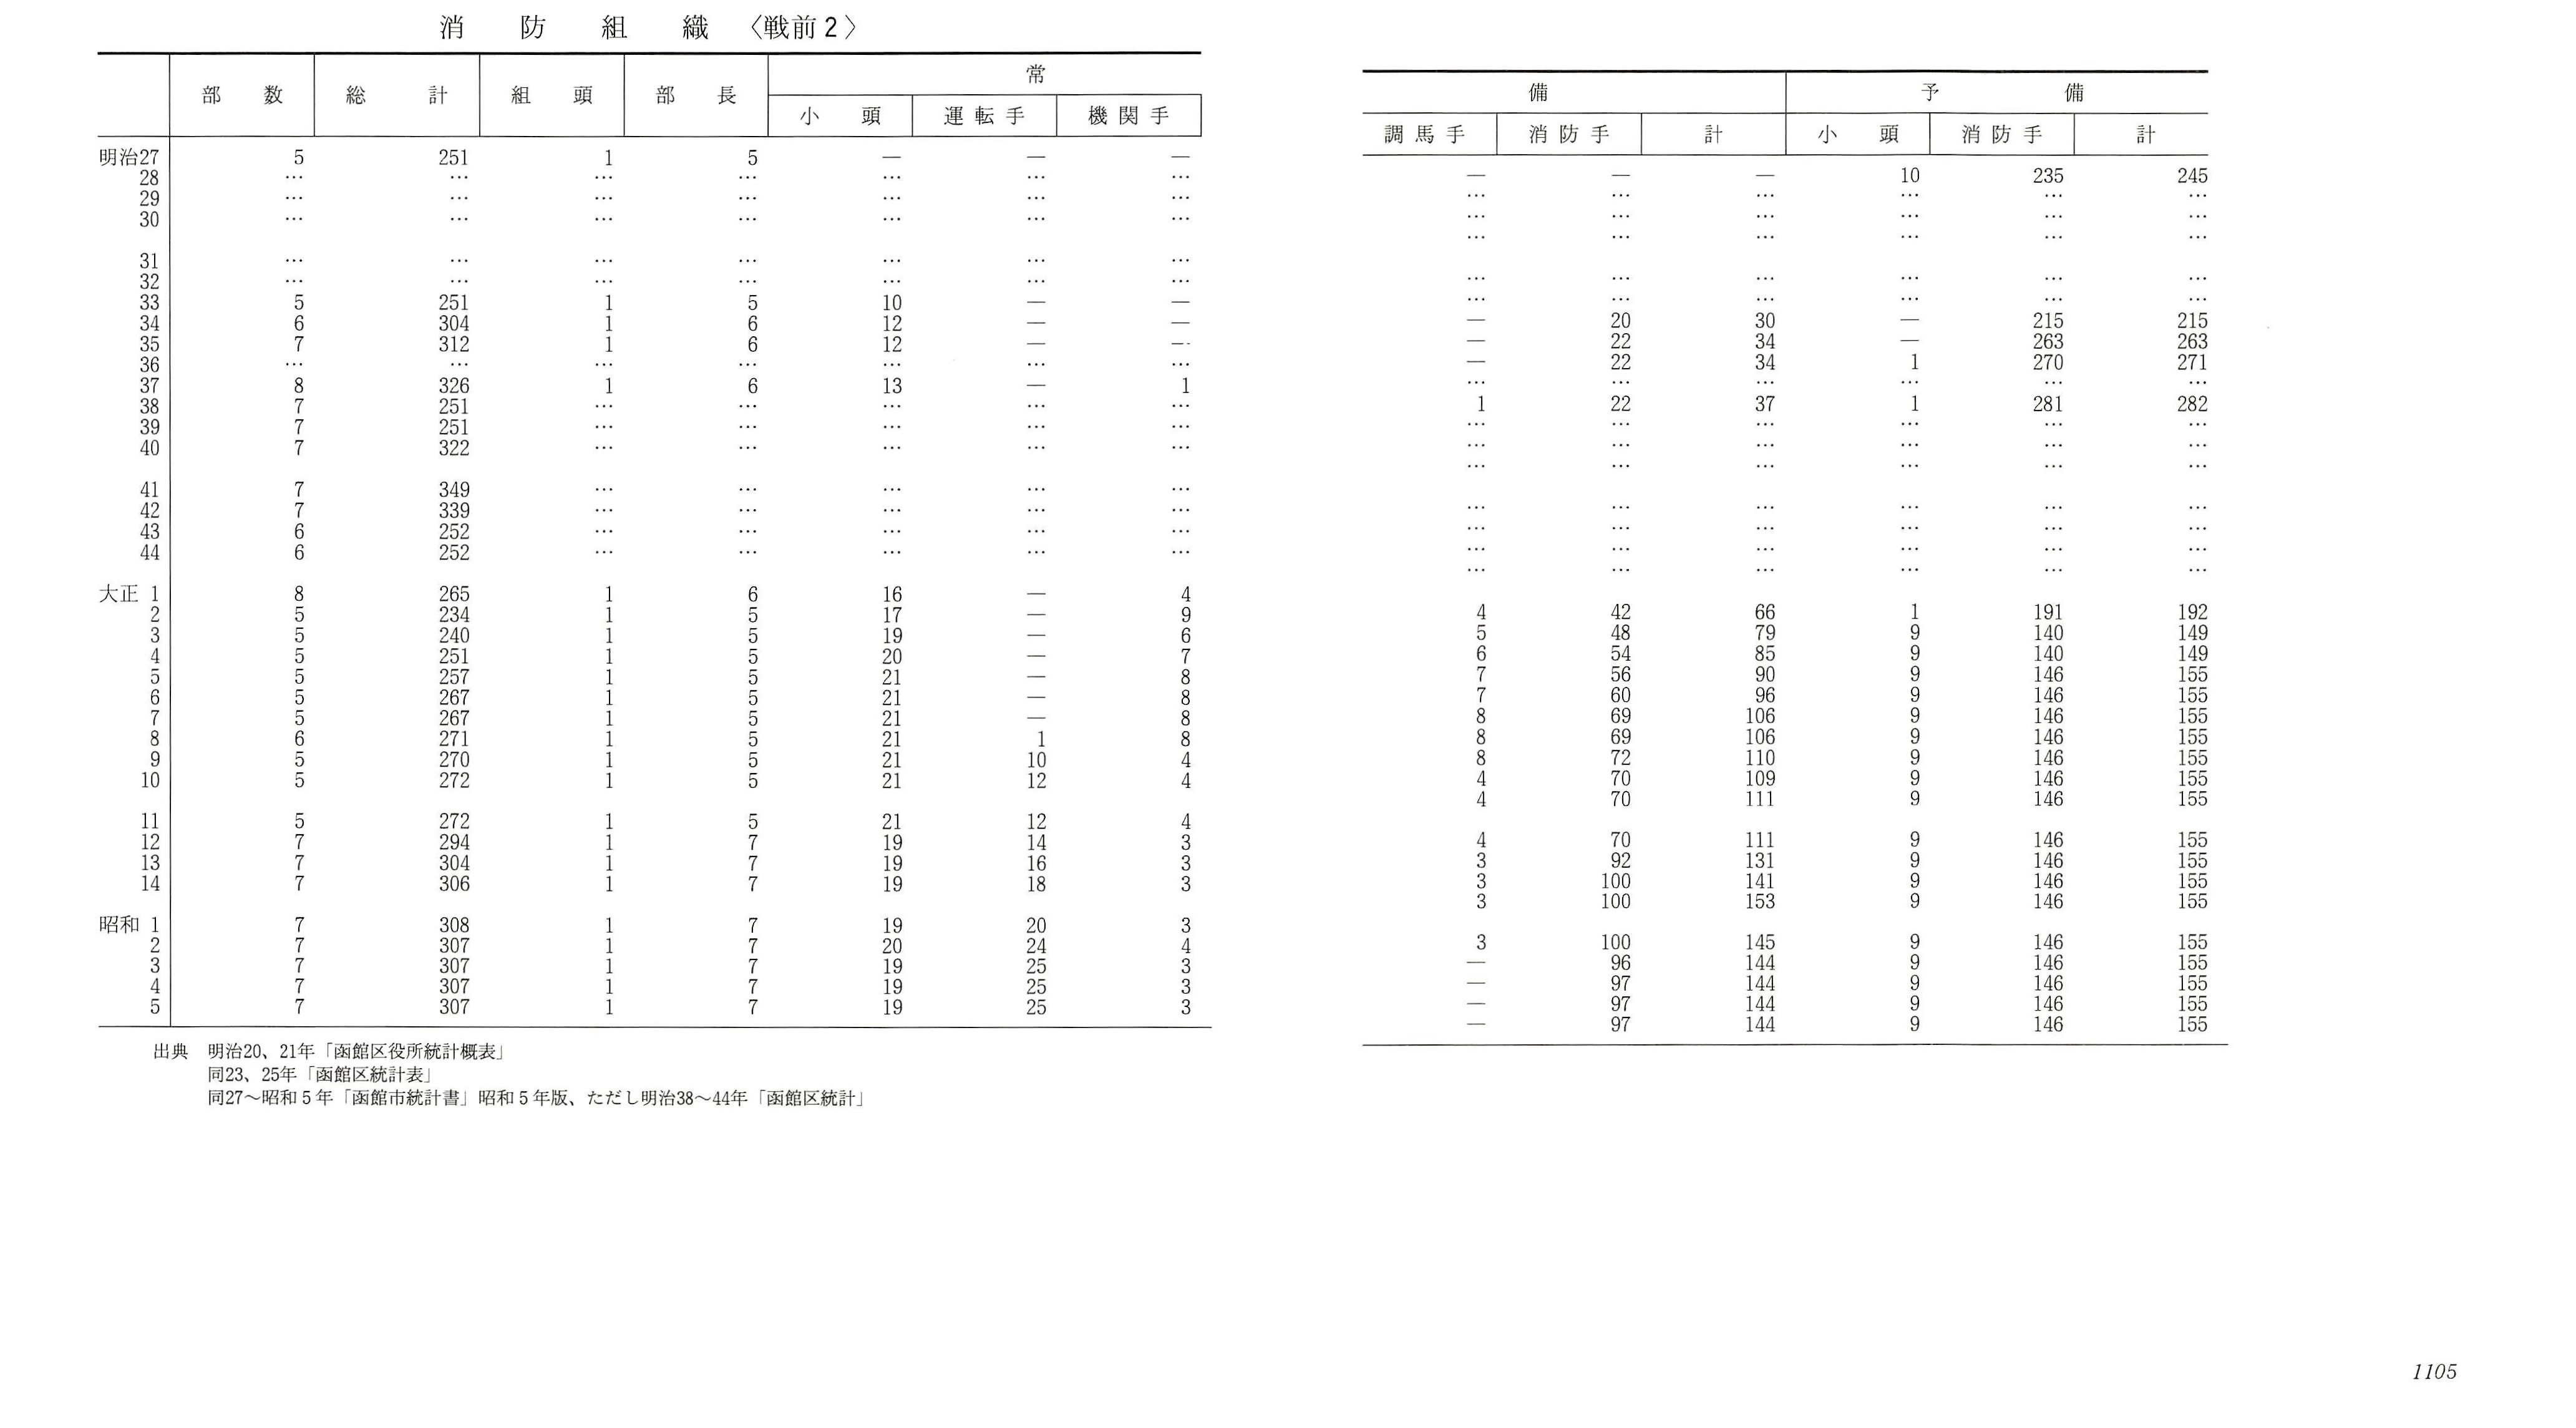 消防組織〈戦前2〉
部数 総計 組頭 部長 常
小頭 運転手 機関手
明治27 5 251 1 5 — — —
28 … … … … … … …
29 … … … … … … …
30 … … … … … … …
31 … … … … … … …
32 … … … … … … …
33 5 251 1 5 10 — —
34 6 304 1 6 12 — —
35 7 312 1 6 12 — —
36 … … … … … … …
37 8 326 1 6 13 — 1
38 7 251 … … … … …
39 7 251 … … … … …
40 7 322 … … … … …
41 7 349 … … … … …
42 7 339 … … … … …
43 6 252 … … … … …
44 6 252 … … … … …
大正 1 8 265 1 6 16 — 4
2 5 234 1 5 17 — 9
3 5 240 1 5 19 — 6
4 5 251 1 5 20 — 7
5 5 257 1 5 21 — 8
6 5 267 1 5 21 — 8
7 5 267 1 5 21 — 8
8 6 271 1 5 21 1 8
9 5 270 1 5 21 10 4
10 5 272 1 5 21 12 4
11 5 272 1 5 21 12 4
12 7 294 1 7 19 14 3
13 7 304 1 7 19 16 3
14 7 306 1 7 19 18 3
昭和 1 7 308 1 7 19 20 3
2 7 307 1 7 20 24 4
3 7 307 1 7 19 25 3
4 7 307 1 7 19 25 3
5 7 307 1 7 19 25 3
出典 明治20、21年「函館区役所統計概表」
同23、25年「函館区統計表」
同27～昭和5年「函館市統計書」昭和5年版、ただし明治38～44年「函館区統計」
備 予備
調馬手 消防手 計 小頭 消防手 計
— — — 10 235 245
… … … … … …
… … … … … …
… … … … … …
… … … … … …
… … … … … …
— 20 30 — 215 215
— 22 34 — 263 263
— 22 34 1 270 271
… … … … … …
1 22 37 1 281 282
… … … … … …
… … … … … …
… … … … … …
… … … … … …
… … … … … …
… … … … … …
… … … … … …
4 42 66 1 191 192
5 48 79 9 140 149
6 54 85 9 140 149
7 56 90 9 146 155
7 60 96 9 146 155
8 69 106 9 146 155
8 69 106 9 146 155
8 72 110 9 146 155
4 70 109 9 146 155
4 70 111 9 146 155
4 70 111 9 146 155
3 92 131 9 146 155
3 100 141 9 146 155
3 100 153 9 146 155
3 100 145 9 146 155
— 96 144 9 146 155
— 97 144 9 146 155
— 97 144 9 146 155
— 97 144 9 146 155
1105